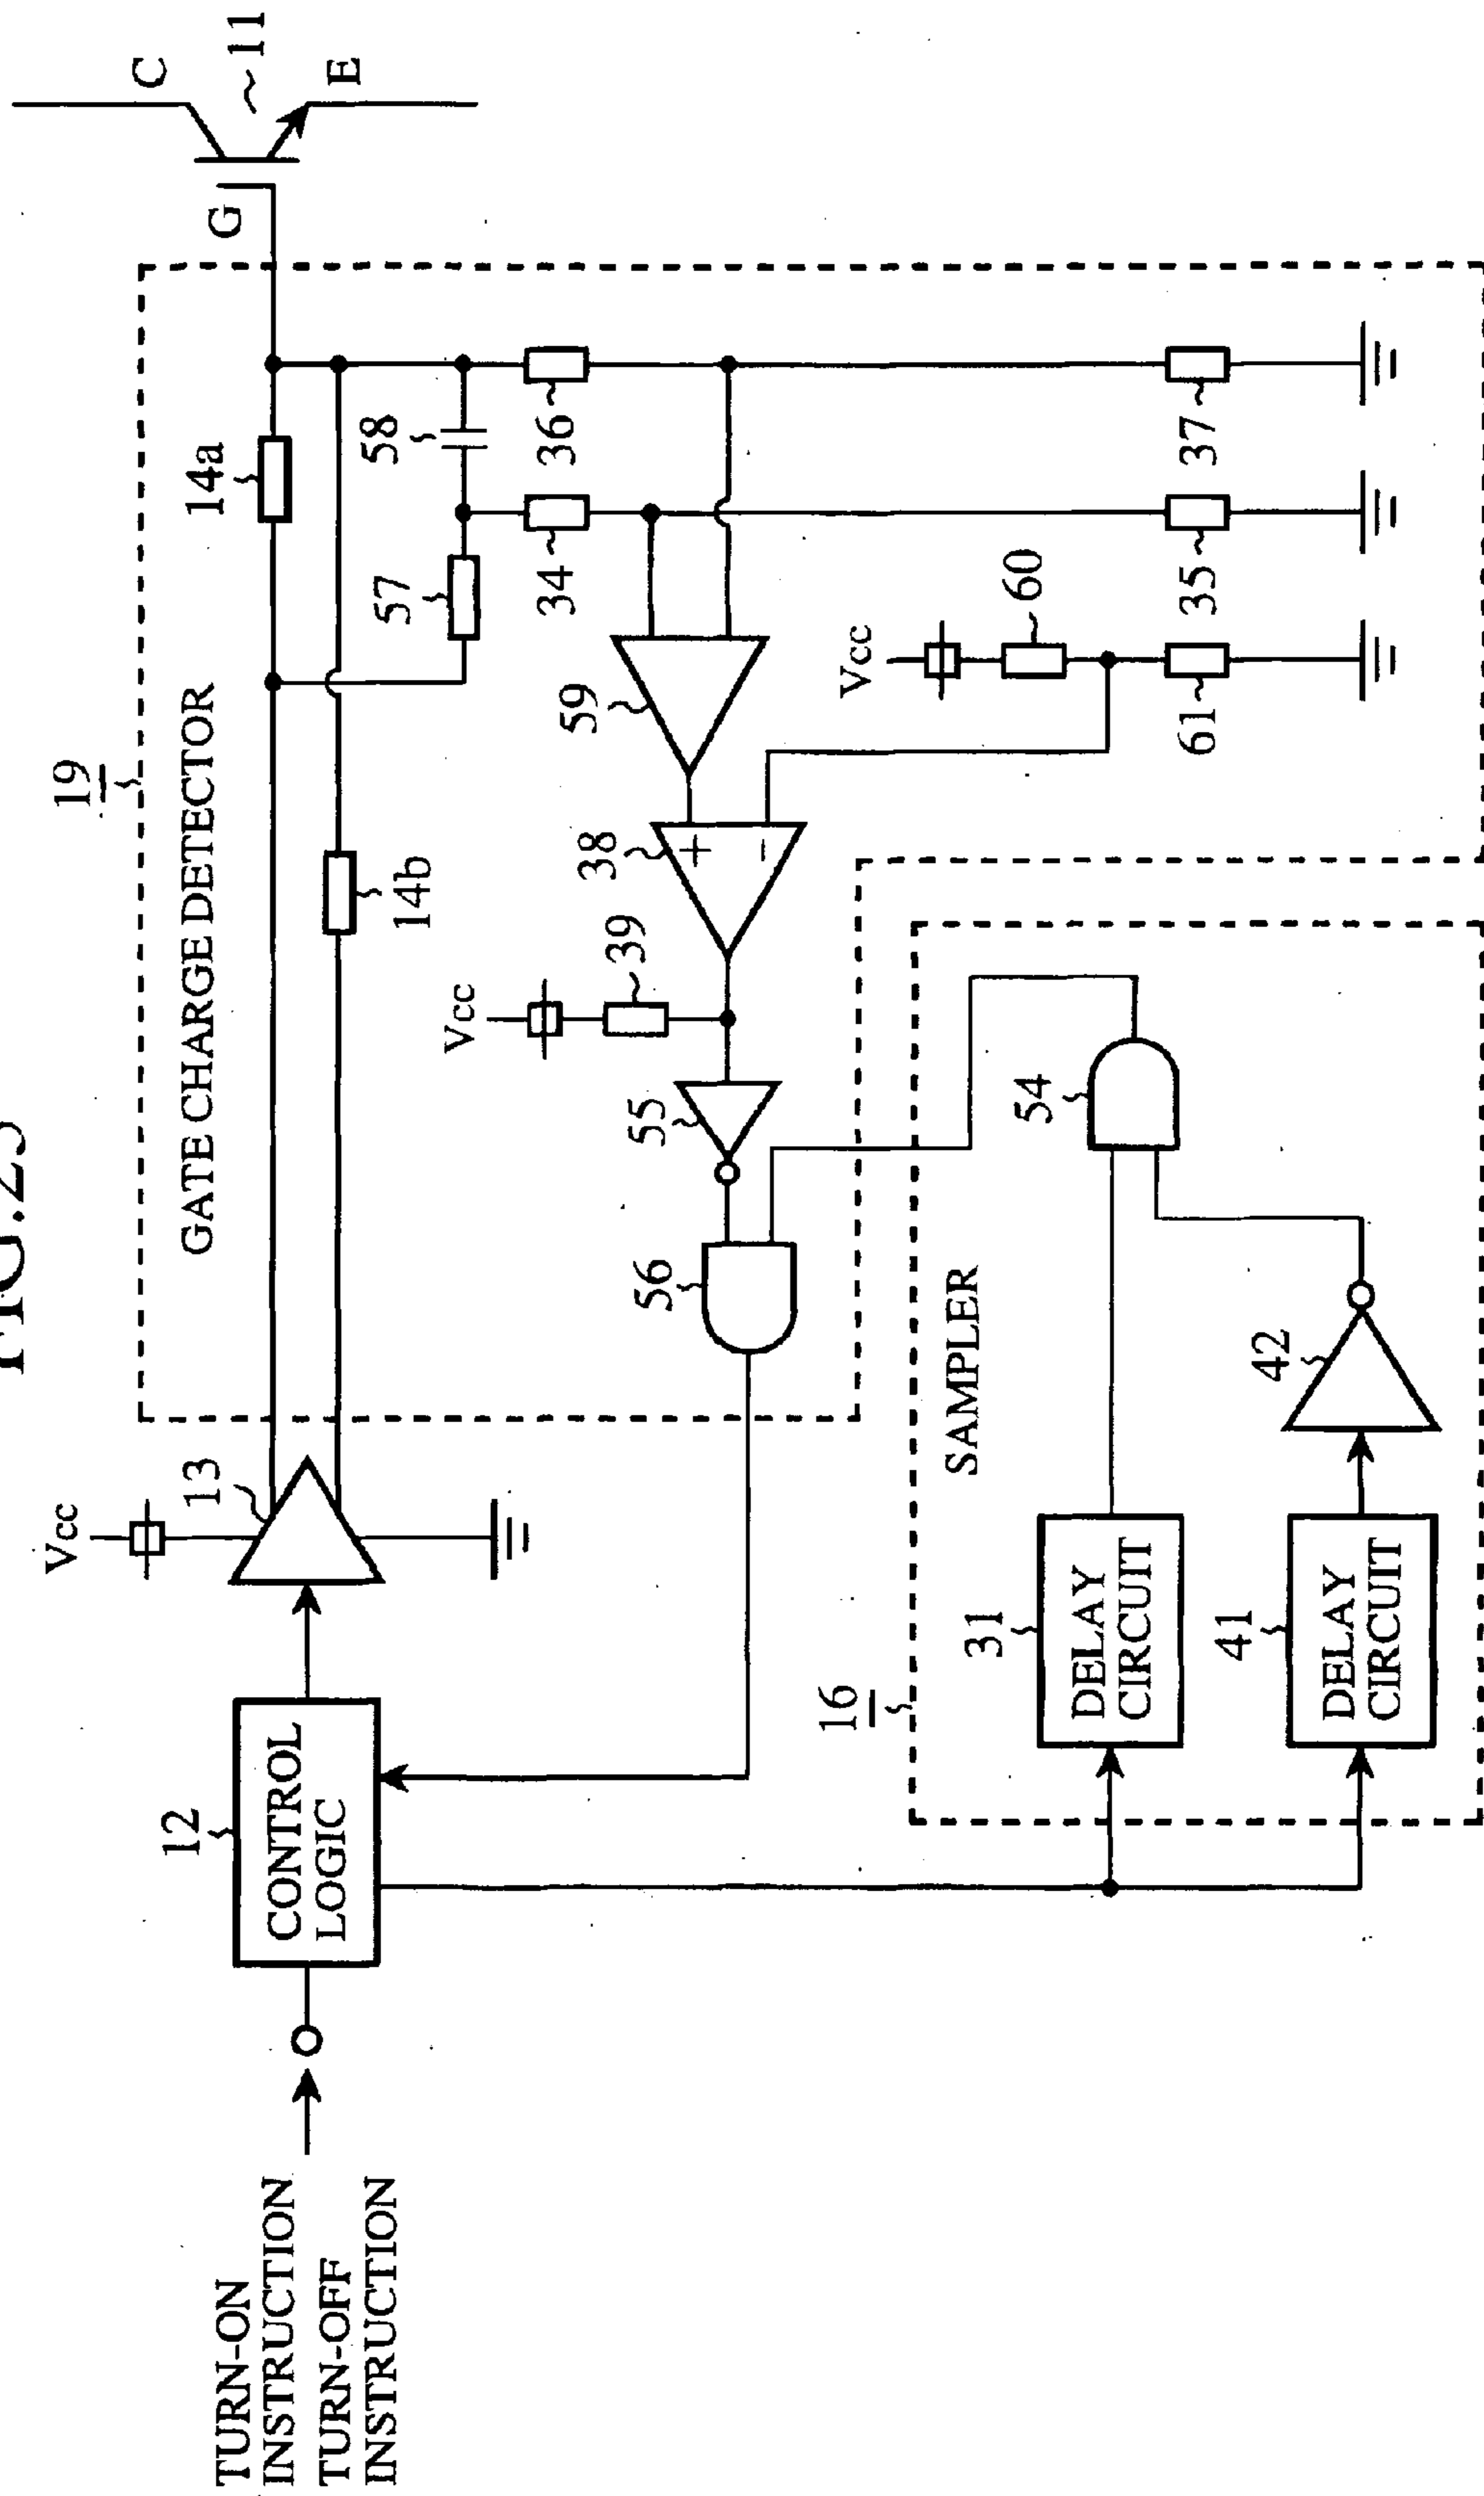 FIG.25
TURN-ON
INSTRUCTION
TURN-OFF
INSTRUCTION
12
CONTROL
LOGIC
Vcc
13
19
GATE CHARGE DETECTOR
14a
14b
G
C
E
11
57
58
34
36
59
38
+
-
Vcc
39
55
56
Vcc
60
61
35
37
16
SAMPLER
31
DELAY
CIRCUIT
41
DELAY
CIRCUIT
42
54